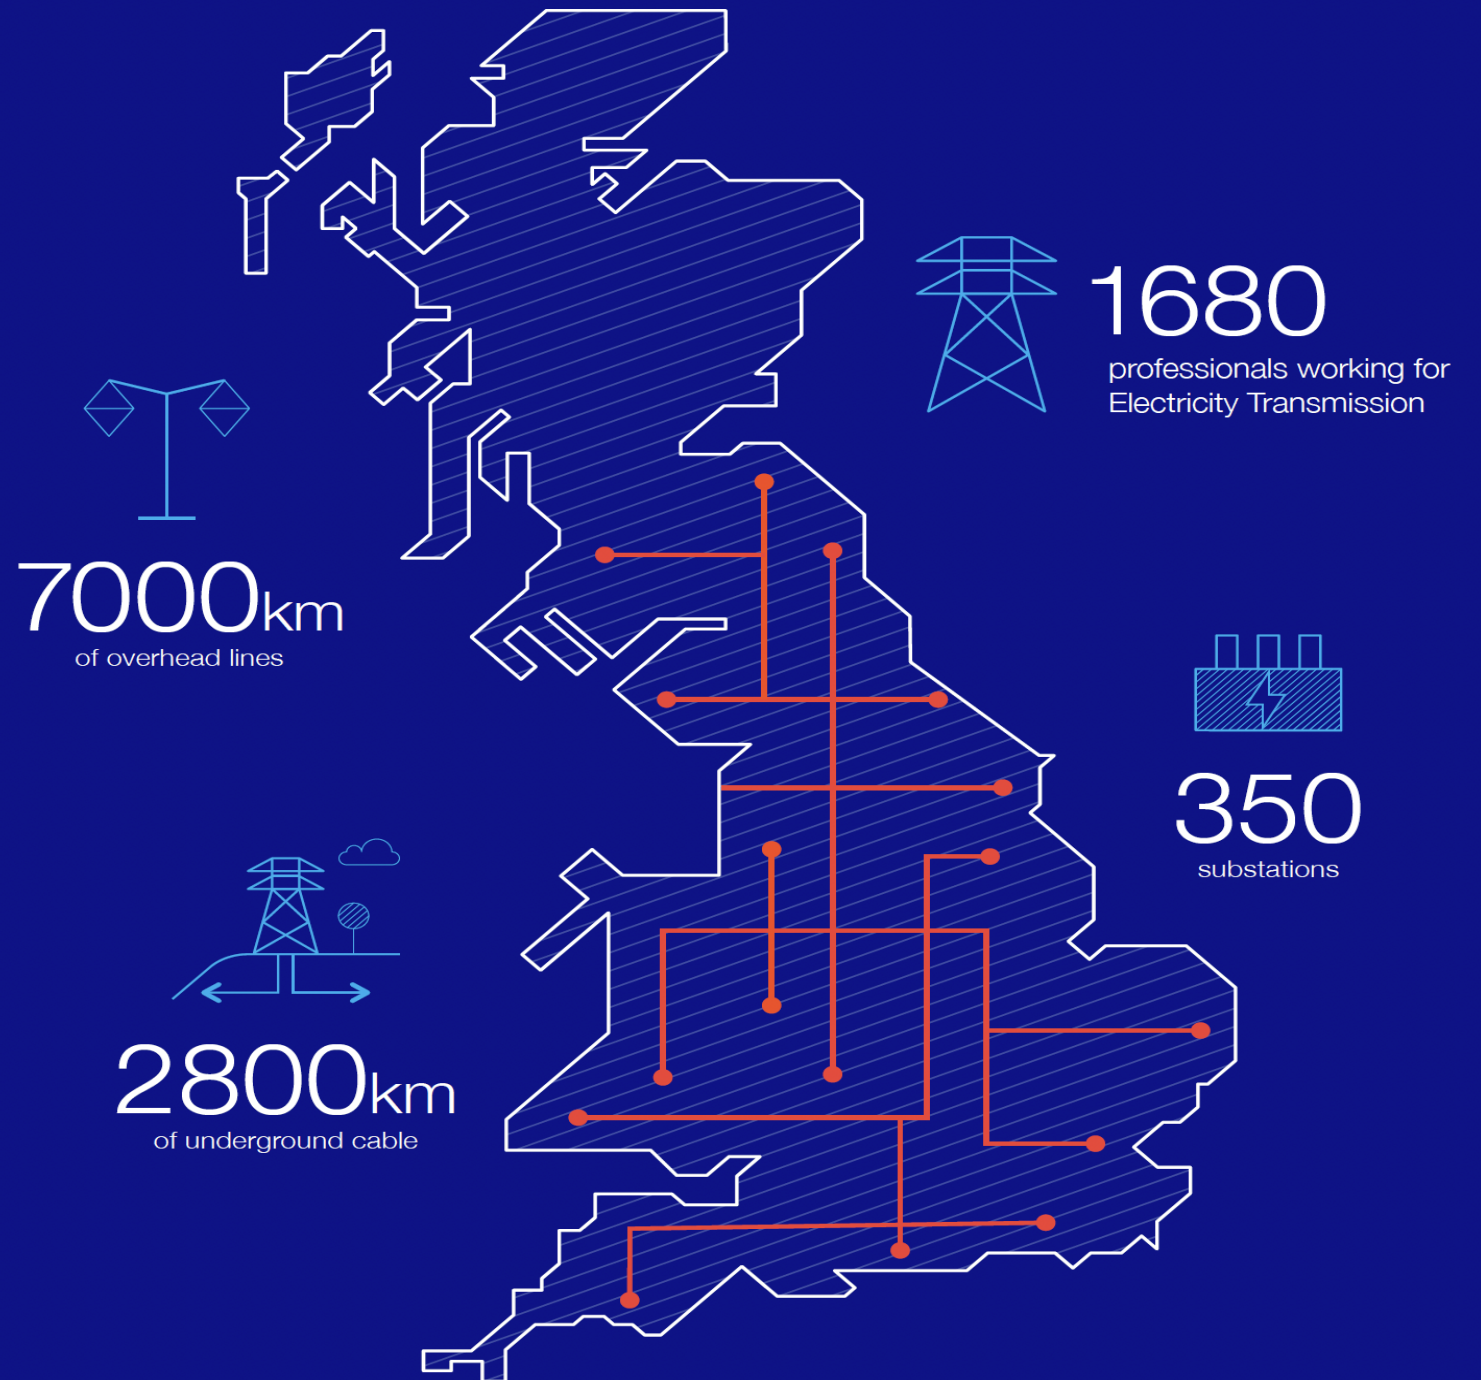 1680
professionals working for
Electricity Transmission
7000km
of overhead lines
350
substations
2800km
of underground cable